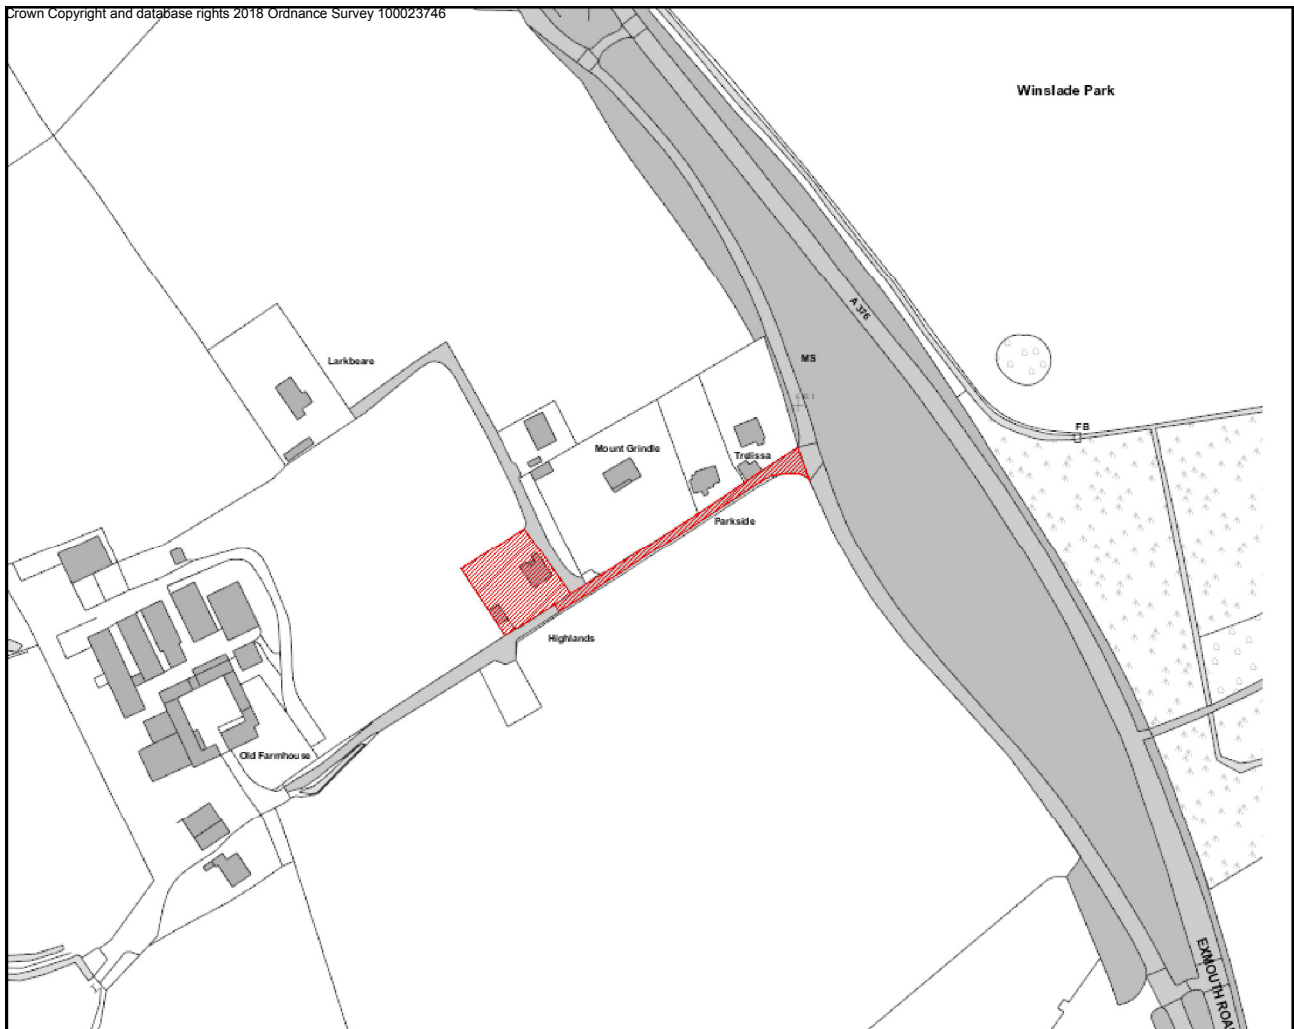 Crown Copyright and database rights 2018 Ordnance Survey 100023746
Winslade Park
A 376
Larkbeare
MS
FB
Mount Grindle
Trelissa
Parkside
Highlands
Old Farmhouse
EXMOUTH ROA